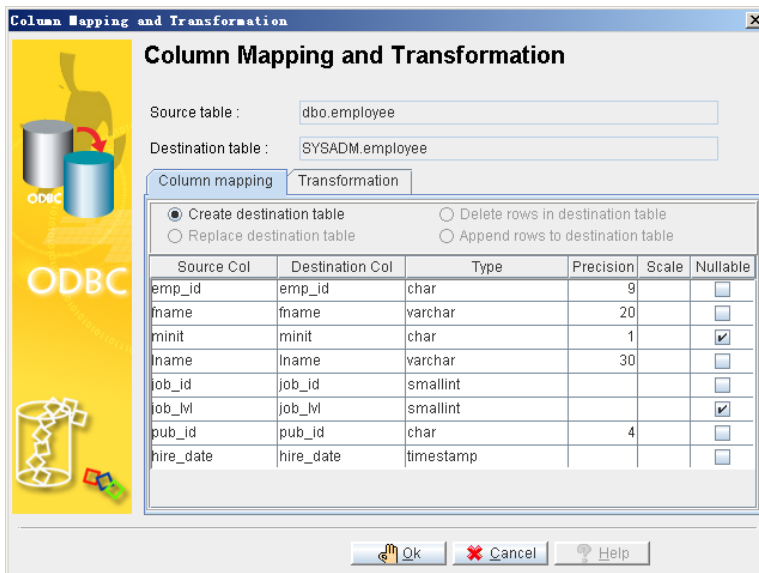 Column Mapping and Transformation
Column Mapping and Transformation
Source table : dbo.employee
Destination table : SYSADM.employee
Column mapping Transformation
Create destination table Delete rows in destination table
Replace destination table Append rows to destination table
Source Col Destination Col Type Precision Scale Nullable
emp_id emp_id char 9
fname fname varchar 20
minit minit char 1
lname lname varchar 30
job_id job_id smallint
job_lvl job_lvl smallint
pub_id pub_id char 4
hire_date hire_date timestamp
ODBC
ODBC
Ok Cancel Help